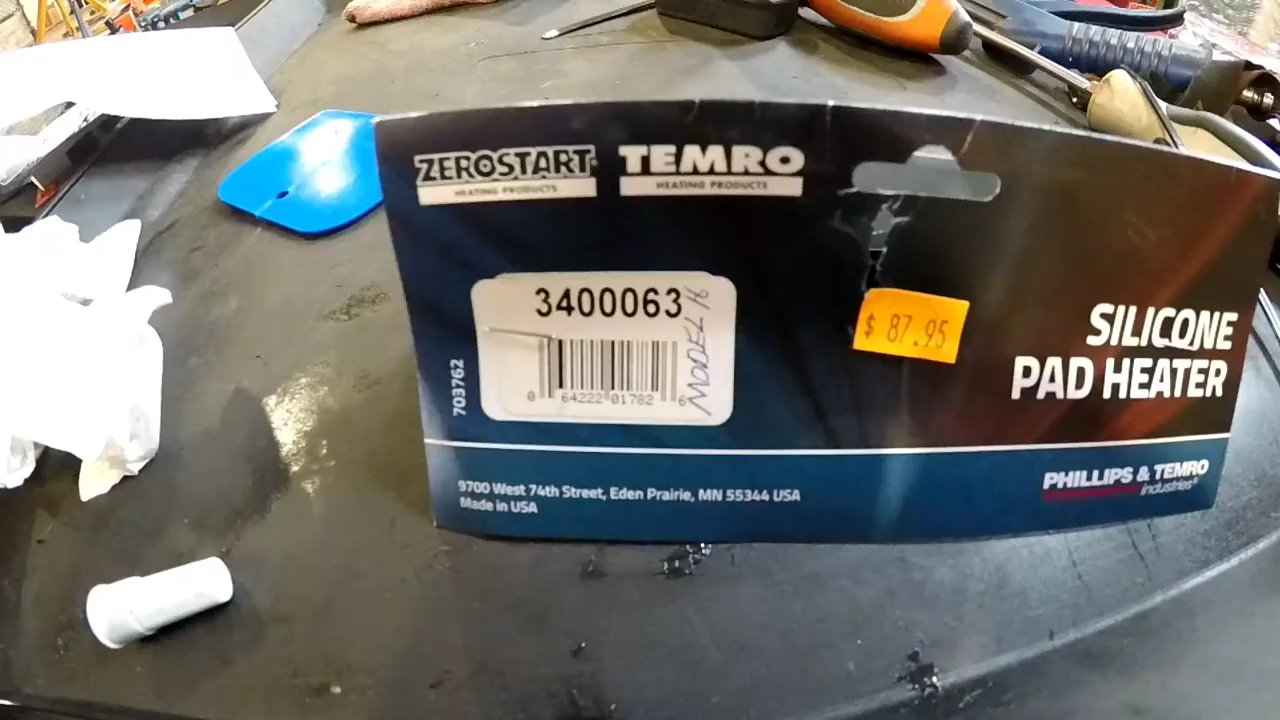 ZEROSTART
HEATING PRODUCTS
TEMRO
HEATING PRODUCTS
3400063
MODEL
703762
0 64222 01782 6
$ 87.95
SILICONE
PAD HEATER
9700 West 74th Street, Eden Prairie, MN 55344 USA
Made in USA
PHILLIPS & TEMRO
industries®